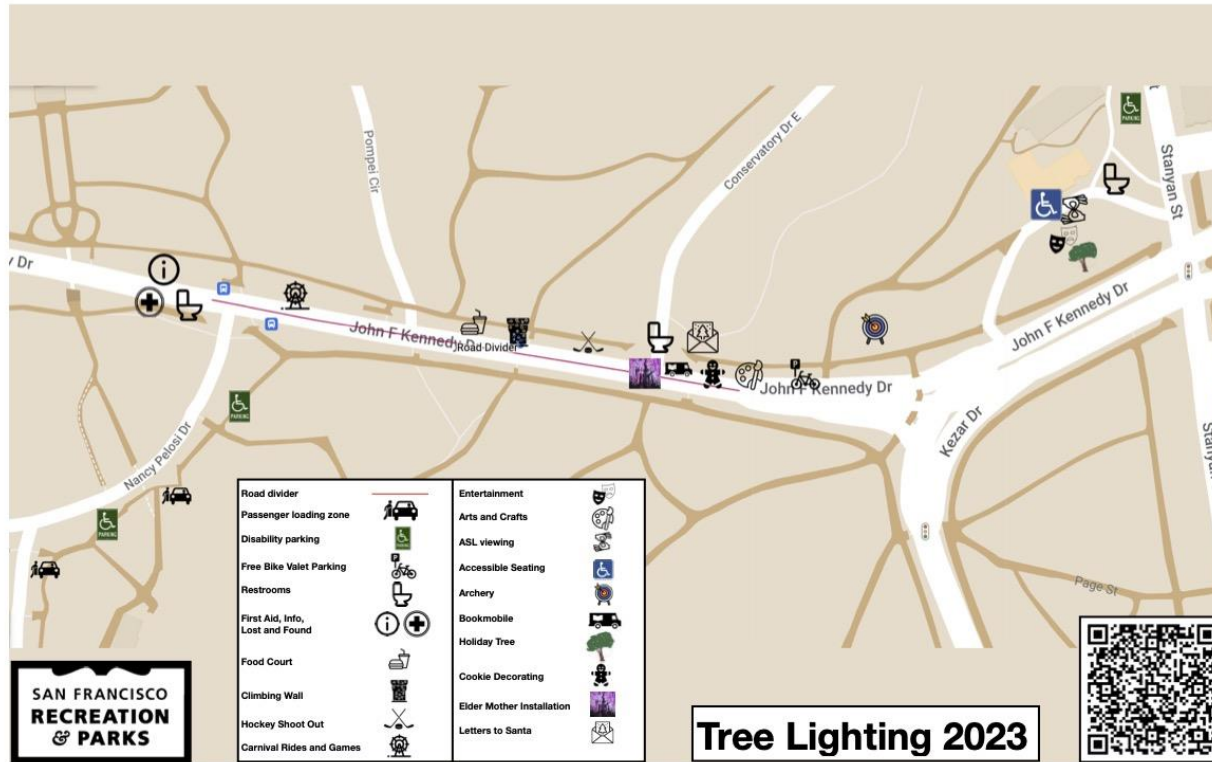 Pompei Cir
Conservatory Dr E
PARKING
Stanyan St
y Dr
John F Kennedy D
Road Divider
John F Kennedy Dr
John F Kennedy Dr
Kezar Dr
Stanyan
PARKING
Nancy Pelosi Dr
PARKING
Page St
Road divider
Passenger loading zone
Disability parking
PARKING
Free Bike Valet Parking
P
Restrooms
First Aid, Info,
Lost and Found
Food Court
Climbing Wall
Hockey Shoot Out
Carnival Rides and Games
Entertainment
Arts and Crafts
ASL viewing
Accessible Seating
Archery
Bookmobile
Holiday Tree
Cookie Decorating
Elder Mother Installation
Letters to Santa
SAN FRANCISCO
RECREATION
& PARKS
Tree Lighting 2023